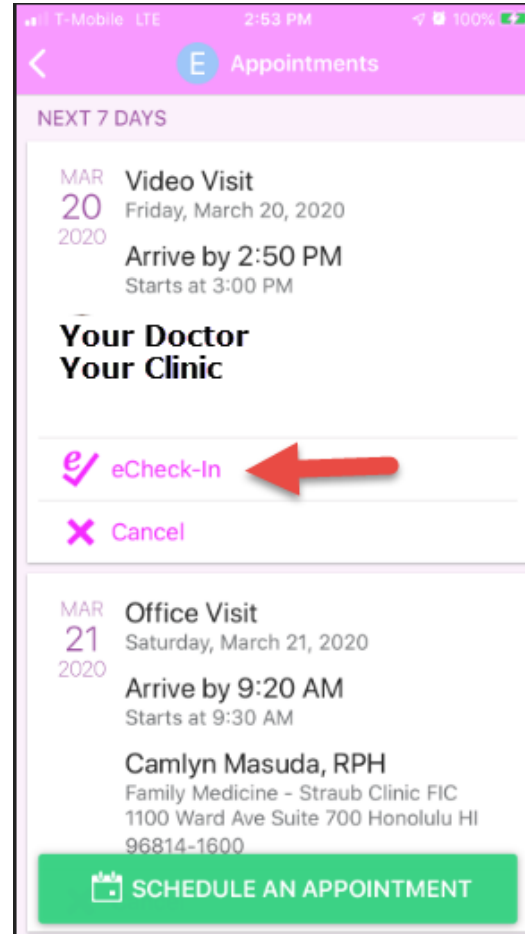 T-Mobile LTE 2:53 PM 100%
E Appointments
NEXT 7 DAYS
MAR
20
2020
Video Visit
Friday, March 20, 2020
Arrive by 2:50 PM
Starts at 3:00 PM
Your Doctor
Your Clinic
eCheck-In
Cancel
MAR
21
2020
Office Visit
Saturday, March 21, 2020
Arrive by 9:20 AM
Starts at 9:30 AM
Camlyn Masuda, RPH
Family Medicine - Straub Clinic FIC
1100 Ward Ave Suite 700 Honolulu HI
96814-1600
SCHEDULE AN APPOINTMENT